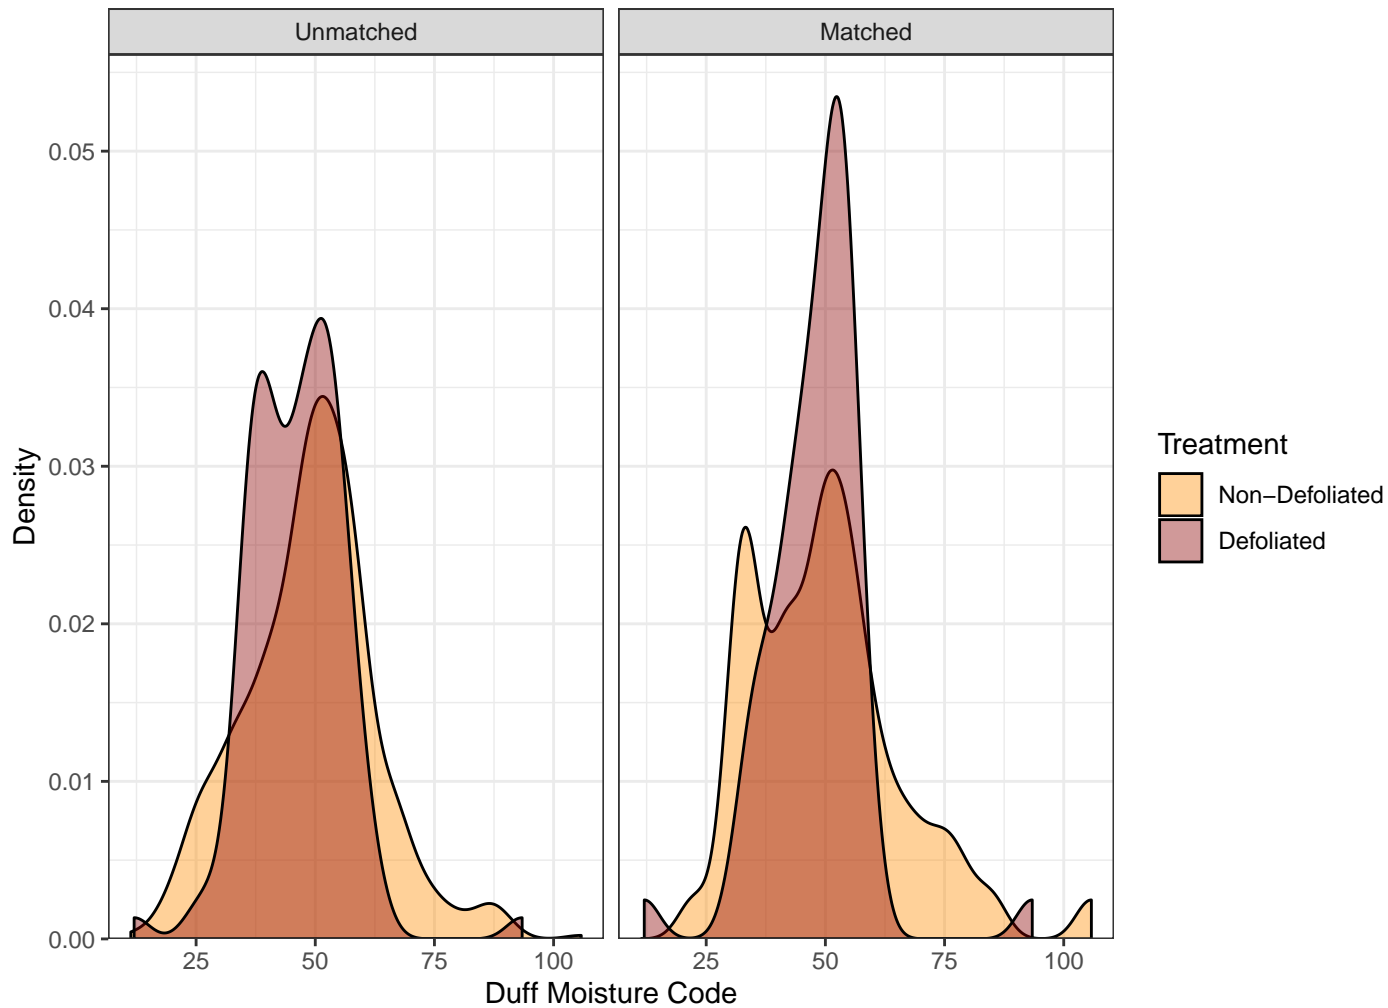 Unmatched
Matched
Density
0.05
0.04
0.03
0.02
0.01
0.00
25 50 75 100
25 50 75 100
Duff Moisture Code
Treatment
Non−Defoliated
Defoliated